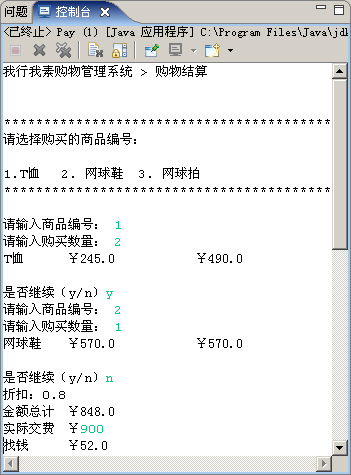 问题 控制台
<已终止> Pay (1) [Java 应用程序] C:\Program Files\Java\jdk
我行我素购物管理系统 > 购物结算
*****************************************
请选择购买的商品编号:
1.T恤 2. 网球鞋 3. 网球拍
*****************************************
请输入商品编号: 1
请输入购买数量: 2
T恤 ￥245.0 ￥490.0
是否继续（y/n）y
请输入商品编号: 2
请输入购买数量: 1
网球鞋 ￥570.0 ￥570.0
是否继续（y/n）n
折扣：0.8
金额总计 ￥848.0
实际交费 ￥900
找钱 ￥52.0